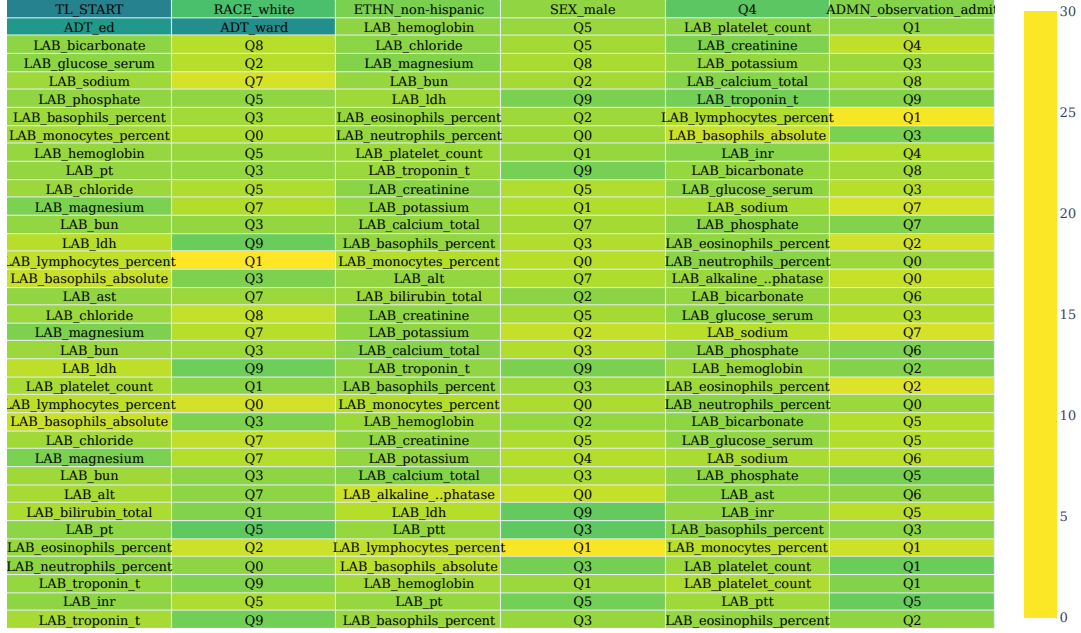 TL_START RACE_white ETHN_non-hispanic SEX_male Q4 ADMN_observation_admit
ADT_ed ADT_ward LAB_hemoglobin Q5 LAB_platelet_count Q1
LAB_bicarbonate Q8 LAB_chloride Q5 LAB_creatinine Q4
LAB_glucose_serum Q2 LAB_magnesium Q8 LAB_potassium Q3
LAB_sodium Q7 LAB_bun Q2 LAB_calcium_total Q8
LAB_phosphate Q5 LAB_ldh Q9 LAB_troponin_t Q9
LAB_basophils_percent Q3 LAB_eosinophils_percent Q2 LAB_lymphocytes_percent Q1
LAB_monocytes_percent Q0 LAB_neutrophils_percent Q0 LAB_basophils_absolute Q3
LAB_hemoglobin Q5 LAB_platelet_count Q1 LAB_inr Q4
LAB_pt Q3 LAB_troponin_t Q9 LAB_bicarbonate Q8
LAB_chloride Q5 LAB_creatinine Q5 LAB_glucose_serum Q3
LAB_magnesium Q7 LAB_potassium Q1 LAB_sodium Q7
LAB_bun Q3 LAB_calcium_total Q7 LAB_phosphate Q7
LAB_ldh Q9 LAB_basophils_percent Q3 LAB_eosinophils_percent Q2
LAB_lymphocytes_percent Q1 LAB_monocytes_percent Q0 LAB_neutrophils_percent Q0
LAB_basophils_absolute Q3 LAB_alt Q7 LAB_alkaline_..phatase Q0
LAB_ast Q7 LAB_bilirubin_total Q2 LAB_bicarbonate Q6
LAB_chloride Q8 LAB_creatinine Q5 LAB_glucose_serum Q3
LAB_magnesium Q7 LAB_potassium Q2 LAB_sodium Q7
LAB_bun Q3 LAB_calcium_total Q3 LAB_phosphate Q6
LAB_ldh Q9 LAB_troponin_t Q9 LAB_hemoglobin Q2
LAB_platelet_count Q1 LAB_basophils_percent Q3 LAB_eosinophils_percent Q2
LAB_lymphocytes_percent Q0 LAB_monocytes_percent Q0 LAB_neutrophils_percent Q0
LAB_basophils_absolute Q3 LAB_hemoglobin Q2 LAB_bicarbonate Q5
LAB_chloride Q7 LAB_creatinine Q5 LAB_glucose_serum Q5
LAB_magnesium Q7 LAB_potassium Q4 LAB_sodium Q6
LAB_bun Q3 LAB_calcium_total Q3 LAB_phosphate Q5
LAB_alt Q7 LAB_alkaline_..phatase Q0 LAB_ast Q6
LAB_bilirubin_total Q1 LAB_ldh Q9 LAB_inr Q5
LAB_pt Q5 LAB_ptt Q3 LAB_basophils_percent Q3
LAB_eosinophils_percent Q2 LAB_lymphocytes_percent Q1 LAB_monocytes_percent Q1
LAB_neutrophils_percent Q0 LAB_basophils_absolute Q3 LAB_platelet_count Q1
LAB_troponin_t Q9 LAB_hemoglobin Q1 LAB_platelet_count Q1
LAB_inr Q5 LAB_pt Q5 LAB_ptt Q5
LAB_troponin_t Q9 LAB_basophils_percent Q3 LAB_eosinophils_percent Q2
30
25
20
15
10
5
0